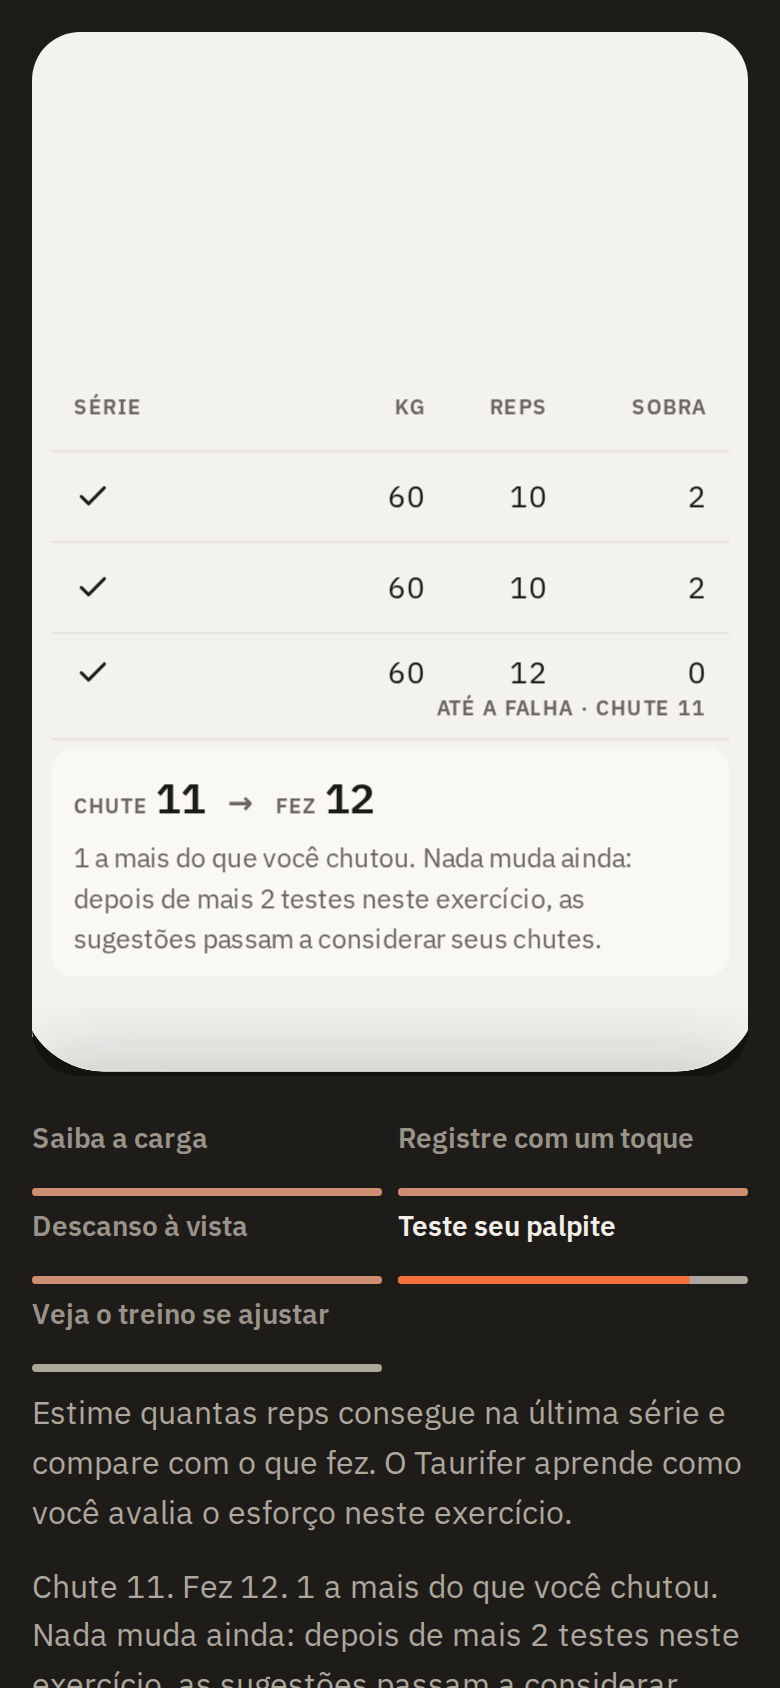 SÉRIE KG REPS SOBRA
60 10 2
60 10 2
60 12 0
ATÉ A FALHA · CHUTE 11
CHUTE 11 → FEZ 12
1 a mais do que você chutou. Nada muda ainda:
depois de mais 2 testes neste exercício, as
sugestões passam a considerar seus chutes.
Saiba a carga
Registre com um toque
Descanso à vista
Teste seu palpite
Veja o treino se ajustar
Estime quantas reps consegue na última série e
compare com o que fez. O Taurifer aprende como
você avalia o esforço neste exercício.
Chute 11. Fez 12. 1 a mais do que você chutou.
Nada muda ainda: depois de mais 2 testes neste
exercício, as sugestões passam a considerar